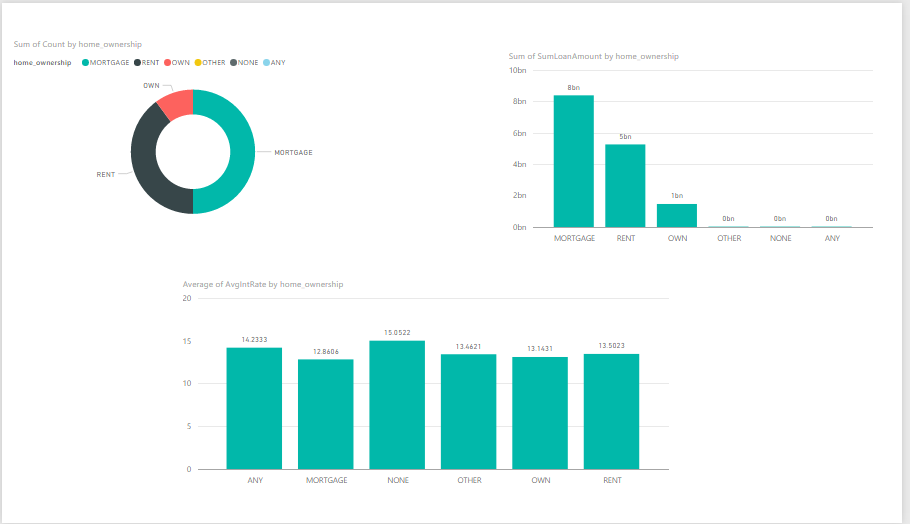 Sum of Count by home_ownership
home_ownership MORTGAGE RENT OWN OTHER NONE ANY
OWN
MORTGAGE
RENT
Sum of SumLoanAmount by home_ownership
10bn
8bn
6bn
4bn
2bn
0bn
8bn
5bn
1bn
0bn
0bn
0bn
MORTGAGE RENT OWN OTHER NONE ANY
Average of AvgIntRate by home_ownership
20
15
10
5
0
14.2333
12.8606
15.0522
13.4621
13.1431
13.5023
ANY MORTGAGE NONE OTHER OWN RENT